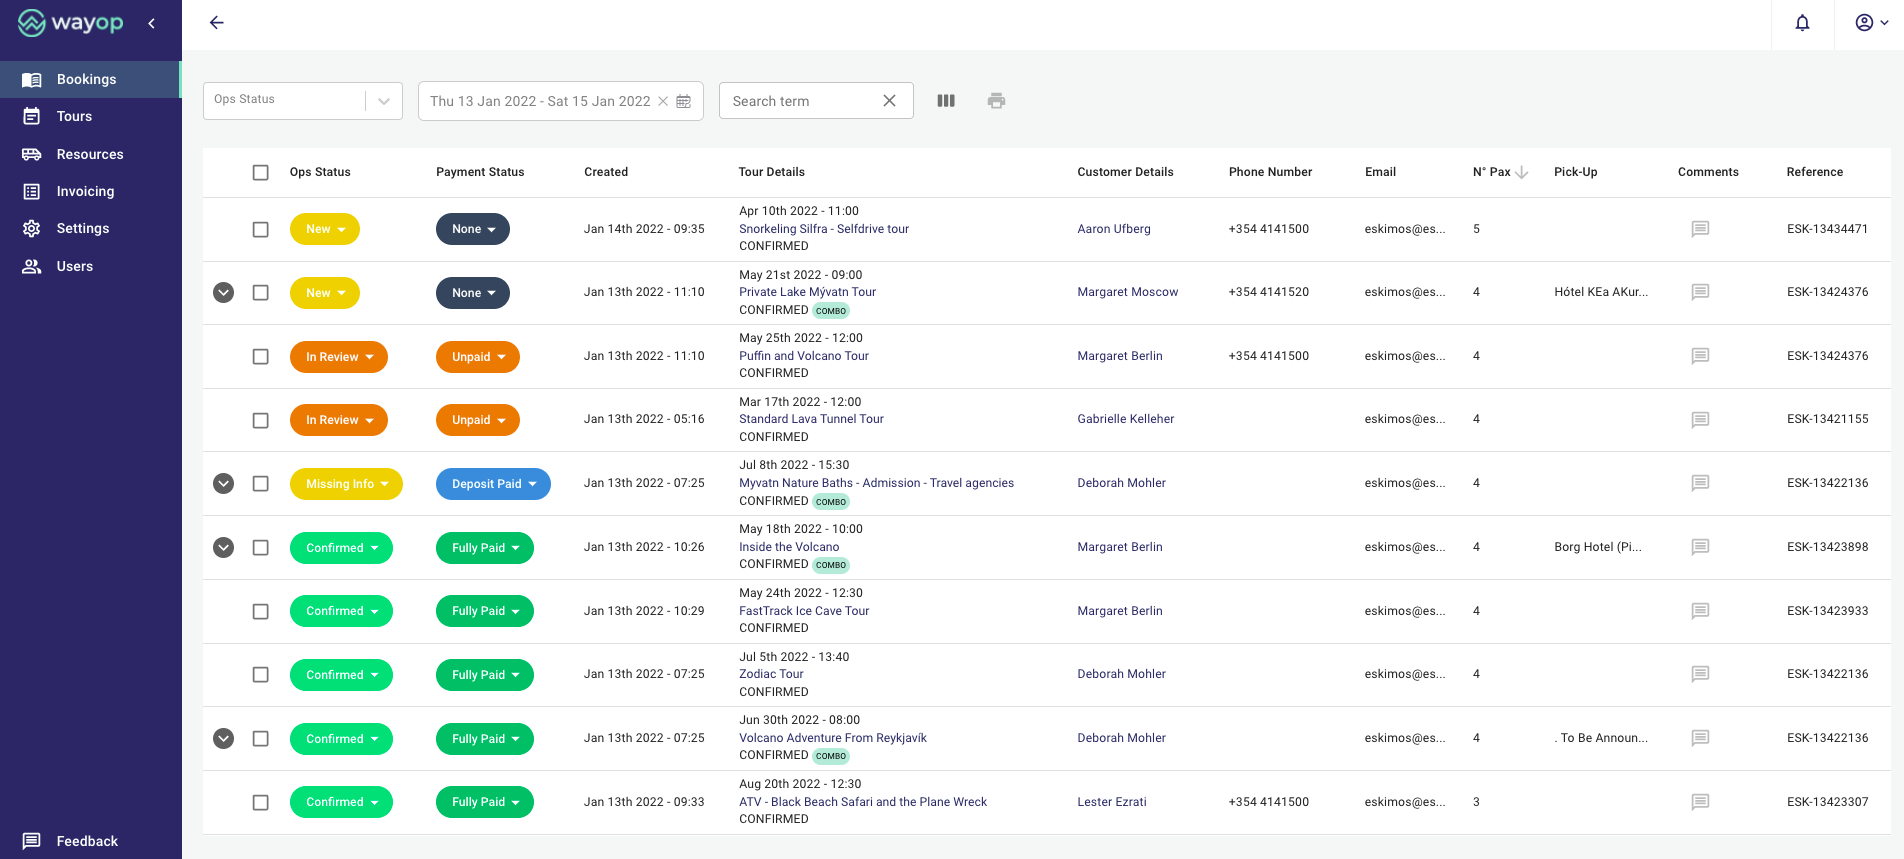 wayop
Bookings
Tours
Resources
Invoicing
Settings
Users
Feedback
Ops Status
Thu 13 Jan 2022 - Sat 15 Jan 2022
Search term
Ops Status Payment Status Created Tour Details Customer Details Phone Number Email N° Pax Pick-Up Comments Reference
Apr 10th 2022 - 11:00
New None Jan 14th 2022 - 09:35 Snorkeling Silfra - Selfdrive tour Aaron Ufberg +354 4141500 eskimos@es... 5 ESK-13434471
CONFIRMED
May 21st 2022 - 09:00
New None Jan 13th 2022 - 11:10 Private Lake Mývatn Tour Margaret Moscow +354 4141520 eskimos@es... 4 Hótel KEa AKur... ESK-13424376
CONFIRMED COMBO
May 25th 2022 - 12:00
In Review Unpaid Jan 13th 2022 - 11:10 Puffin and Volcano Tour Margaret Berlin +354 4141500 eskimos@es... 4 ESK-13424376
CONFIRMED
Mar 17th 2022 - 12:00
In Review Unpaid Jan 13th 2022 - 05:16 Standard Lava Tunnel Tour Gabrielle Kelleher eskimos@es... 4 ESK-13421155
CONFIRMED
Jul 8th 2022 - 15:30
Missing Info Deposit Paid Jan 13th 2022 - 07:25 Myvatn Nature Baths - Admission - Travel agencies Deborah Mohler eskimos@es... 4 ESK-13422136
CONFIRMED COMBO
May 18th 2022 - 10:00
Confirmed Fully Paid Jan 13th 2022 - 10:26 Inside the Volcano Margaret Berlin eskimos@es... 4 Borg Hotel (Pi... ESK-13423898
CONFIRMED COMBO
May 24th 2022 - 12:30
Confirmed Fully Paid Jan 13th 2022 - 10:29 FastTrack Ice Cave Tour Margaret Berlin eskimos@es... 4 ESK-13423933
CONFIRMED
Jul 5th 2022 - 13:40
Confirmed Fully Paid Jan 13th 2022 - 07:25 Zodiac Tour Deborah Mohler eskimos@es... 4 ESK-13422136
CONFIRMED
Jun 30th 2022 - 08:00
Confirmed Fully Paid Jan 13th 2022 - 07:25 Volcano Adventure From Reykjavík Deborah Mohler eskimos@es... 4 . To Be Announ... ESK-13422136
CONFIRMED COMBO
Aug 20th 2022 - 12:30
Confirmed Fully Paid Jan 13th 2022 - 09:33 ATV - Black Beach Safari and the Plane Wreck Lester Ezrati +354 4141500 eskimos@es... 3 ESK-13423307
CONFIRMED